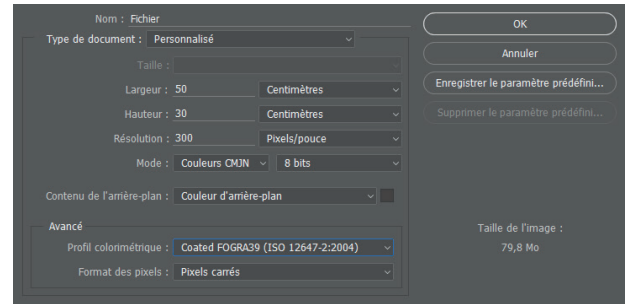 Nom : Fichier
OK
Type de document : Personnalisé
Annuler
Taille :
Largeur : 50 Centimètres
Enregistrer le paramètre prédéfini...
Hauteur : 30 Centimètres
Supprimer le paramètre prédéfini...
Résolution : 300 Pixels/pouce
Mode : Couleurs CMJN 8 bits
Contenu de l'arrière-plan : Couleur d'arrière-plan
Avancé
Taille de l'image :
Profil colorimétrique : Coated FOGRA39 (ISO 12647-2:2004)
79,8 Mo
Format des pixels : Pixels carrés